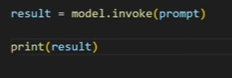 result = model.invoke(prompt)
print(result)